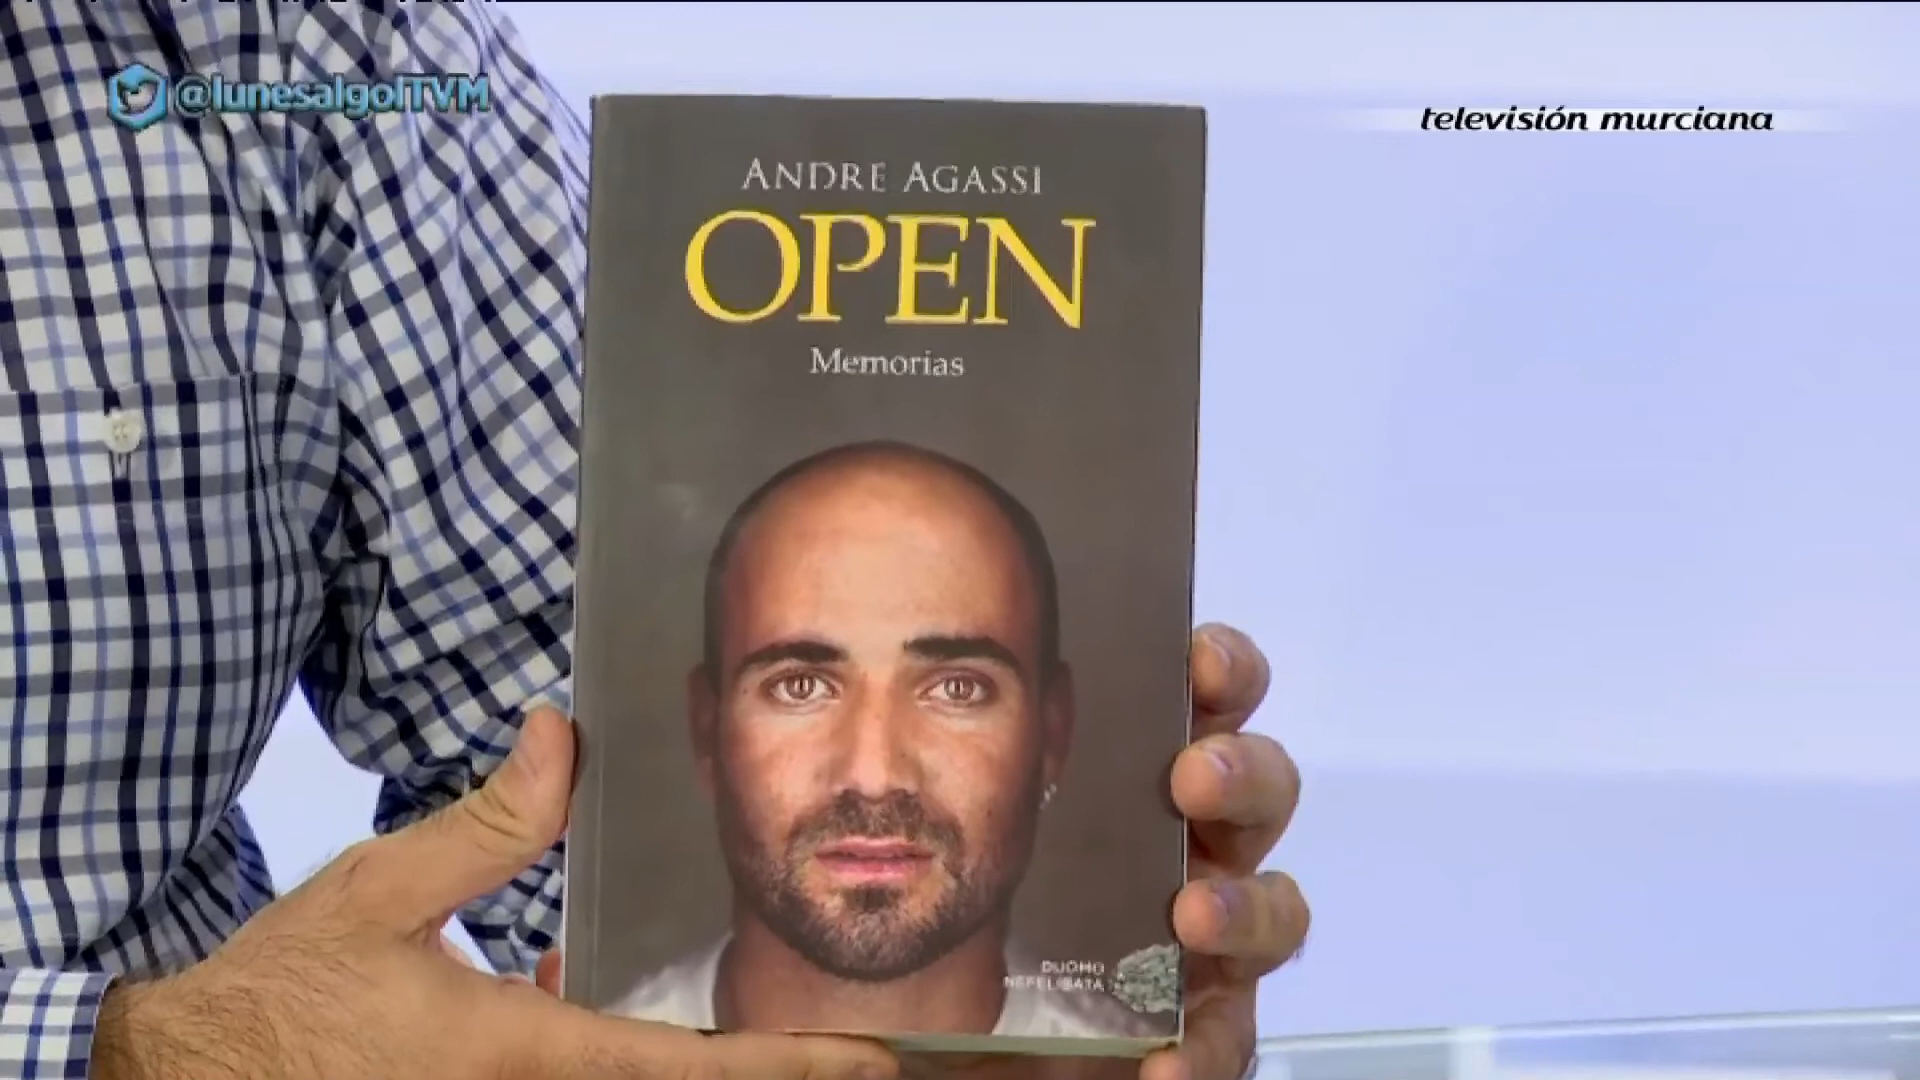 @lunesalgolTVM
televisión murciana
ANDRE AGASSI
OPEN
Memorias
DUOMO
NEFELIBATA